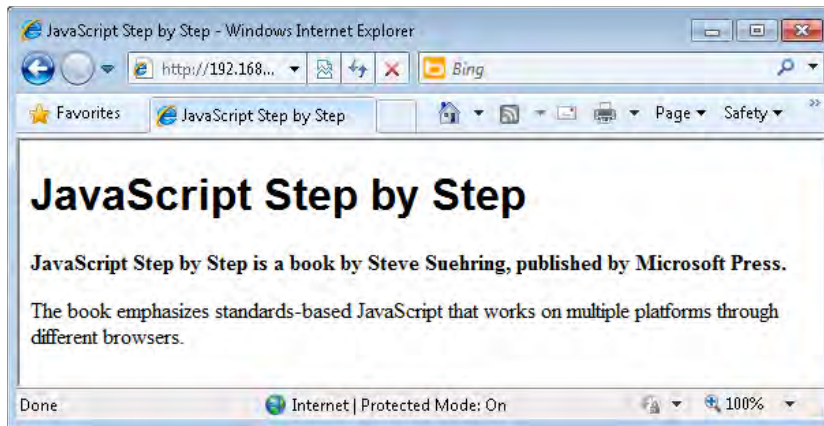 JavaScript Step by Step - Windows Internet Explorer
http://192.168...
Bing
Favorites
JavaScript Step by Step
Page
Safety
JavaScript Step by Step
JavaScript Step by Step is a book by Steve Suehring, published by Microsoft Press.
The book emphasizes standards-based JavaScript that works on multiple platforms through
different browsers.
Done
Internet | Protected Mode: On
100%